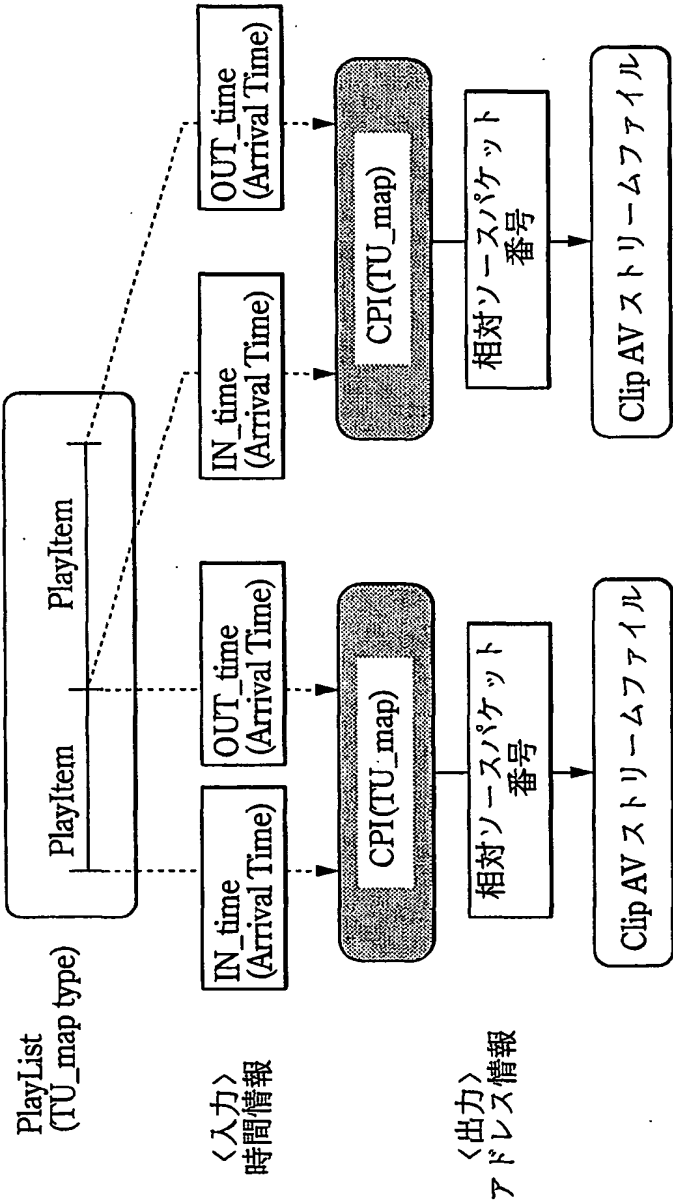 PlayList
(TU_map type)
PlayItem
PlayItem
<入力>
時間情報
IN_time
(Arrival Time)
OUT_time
(Arrival Time)
IN_time
(Arrival Time)
OUT_time
(Arrival Time)
CPI(TU_map)
CPI(TU_map)
<出力>
アドレス情報
相対ソースパケット
番号
相対ソースパケット
番号
Clip AV ストリームファイル
Clip AV ストリームファイル